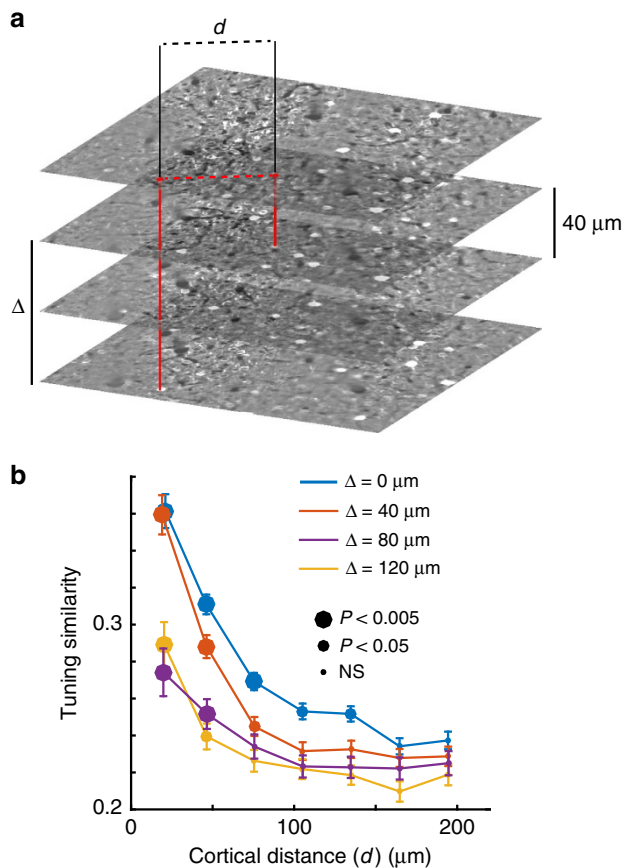 a
d
40 μm
Δ
b
Δ = 0 μm
Δ = 40 μm
Δ = 80 μm
Δ = 120 μm
P < 0.005
P < 0.05
NS
Tuning similarity
0.3
0.2
0 100 200
Cortical distance (d) (μm)